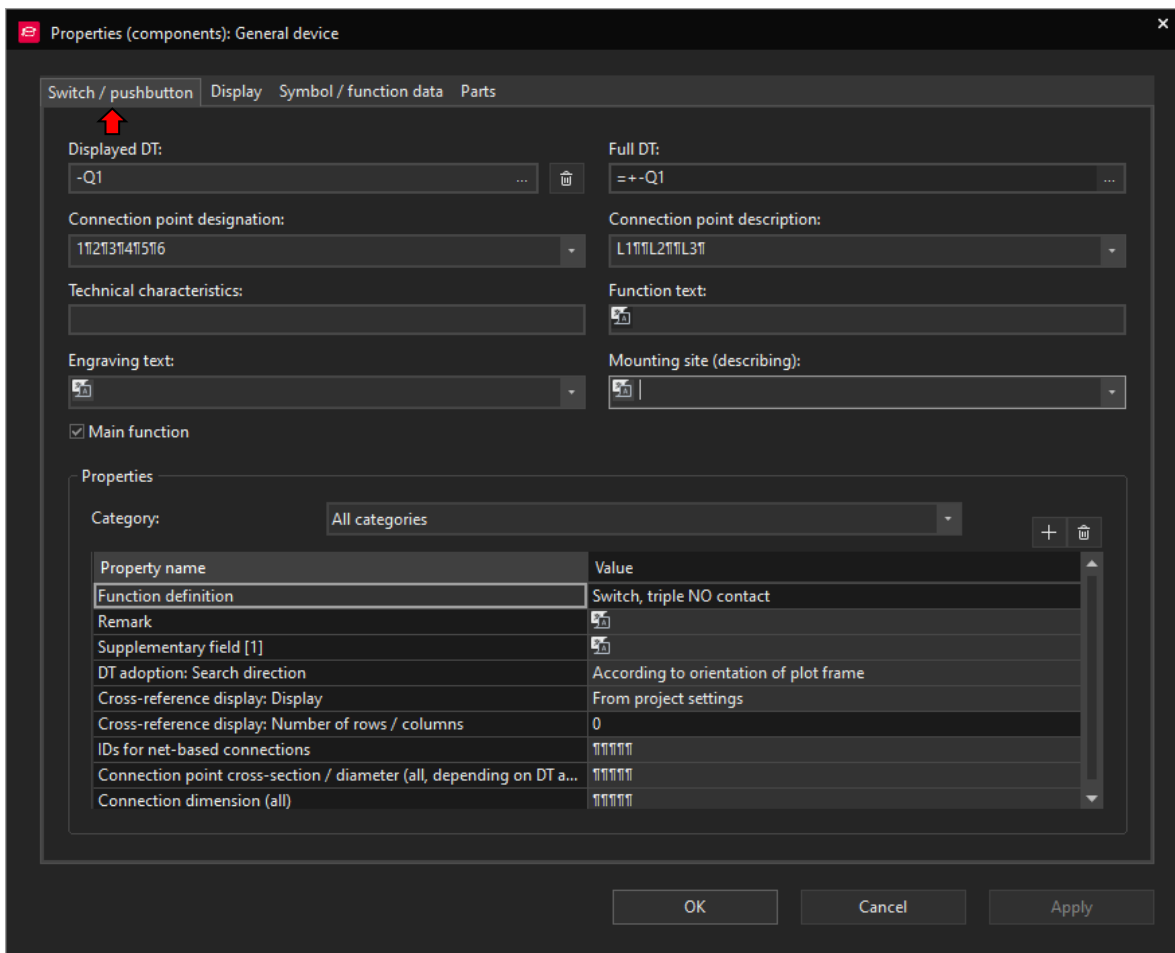 Properties (components): General device
Switch / pushbutton Display Symbol / function data Parts
Displayed DT: Full DT:
-Q1 ... =+-Q1 ...
Connection point designation: Connection point description:
1¶2¶3¶4¶5¶6 L1¶¶L2¶¶L3¶
Technical characteristics: Function text:
Engraving text: Mounting site (describing):
Main function
Properties
Category: All categories
Property name Value
Function definition Switch, triple NO contact
Remark
Supplementary field [1]
DT adoption: Search direction According to orientation of plot frame
Cross-reference display: Display From project settings
Cross-reference display: Number of rows / columns 0
IDs for net-based connections ¶¶¶¶¶
Connection point cross-section / diameter (all, depending on DT a... ¶¶¶¶¶
Connection dimension (all) ¶¶¶¶¶
OK Cancel Apply